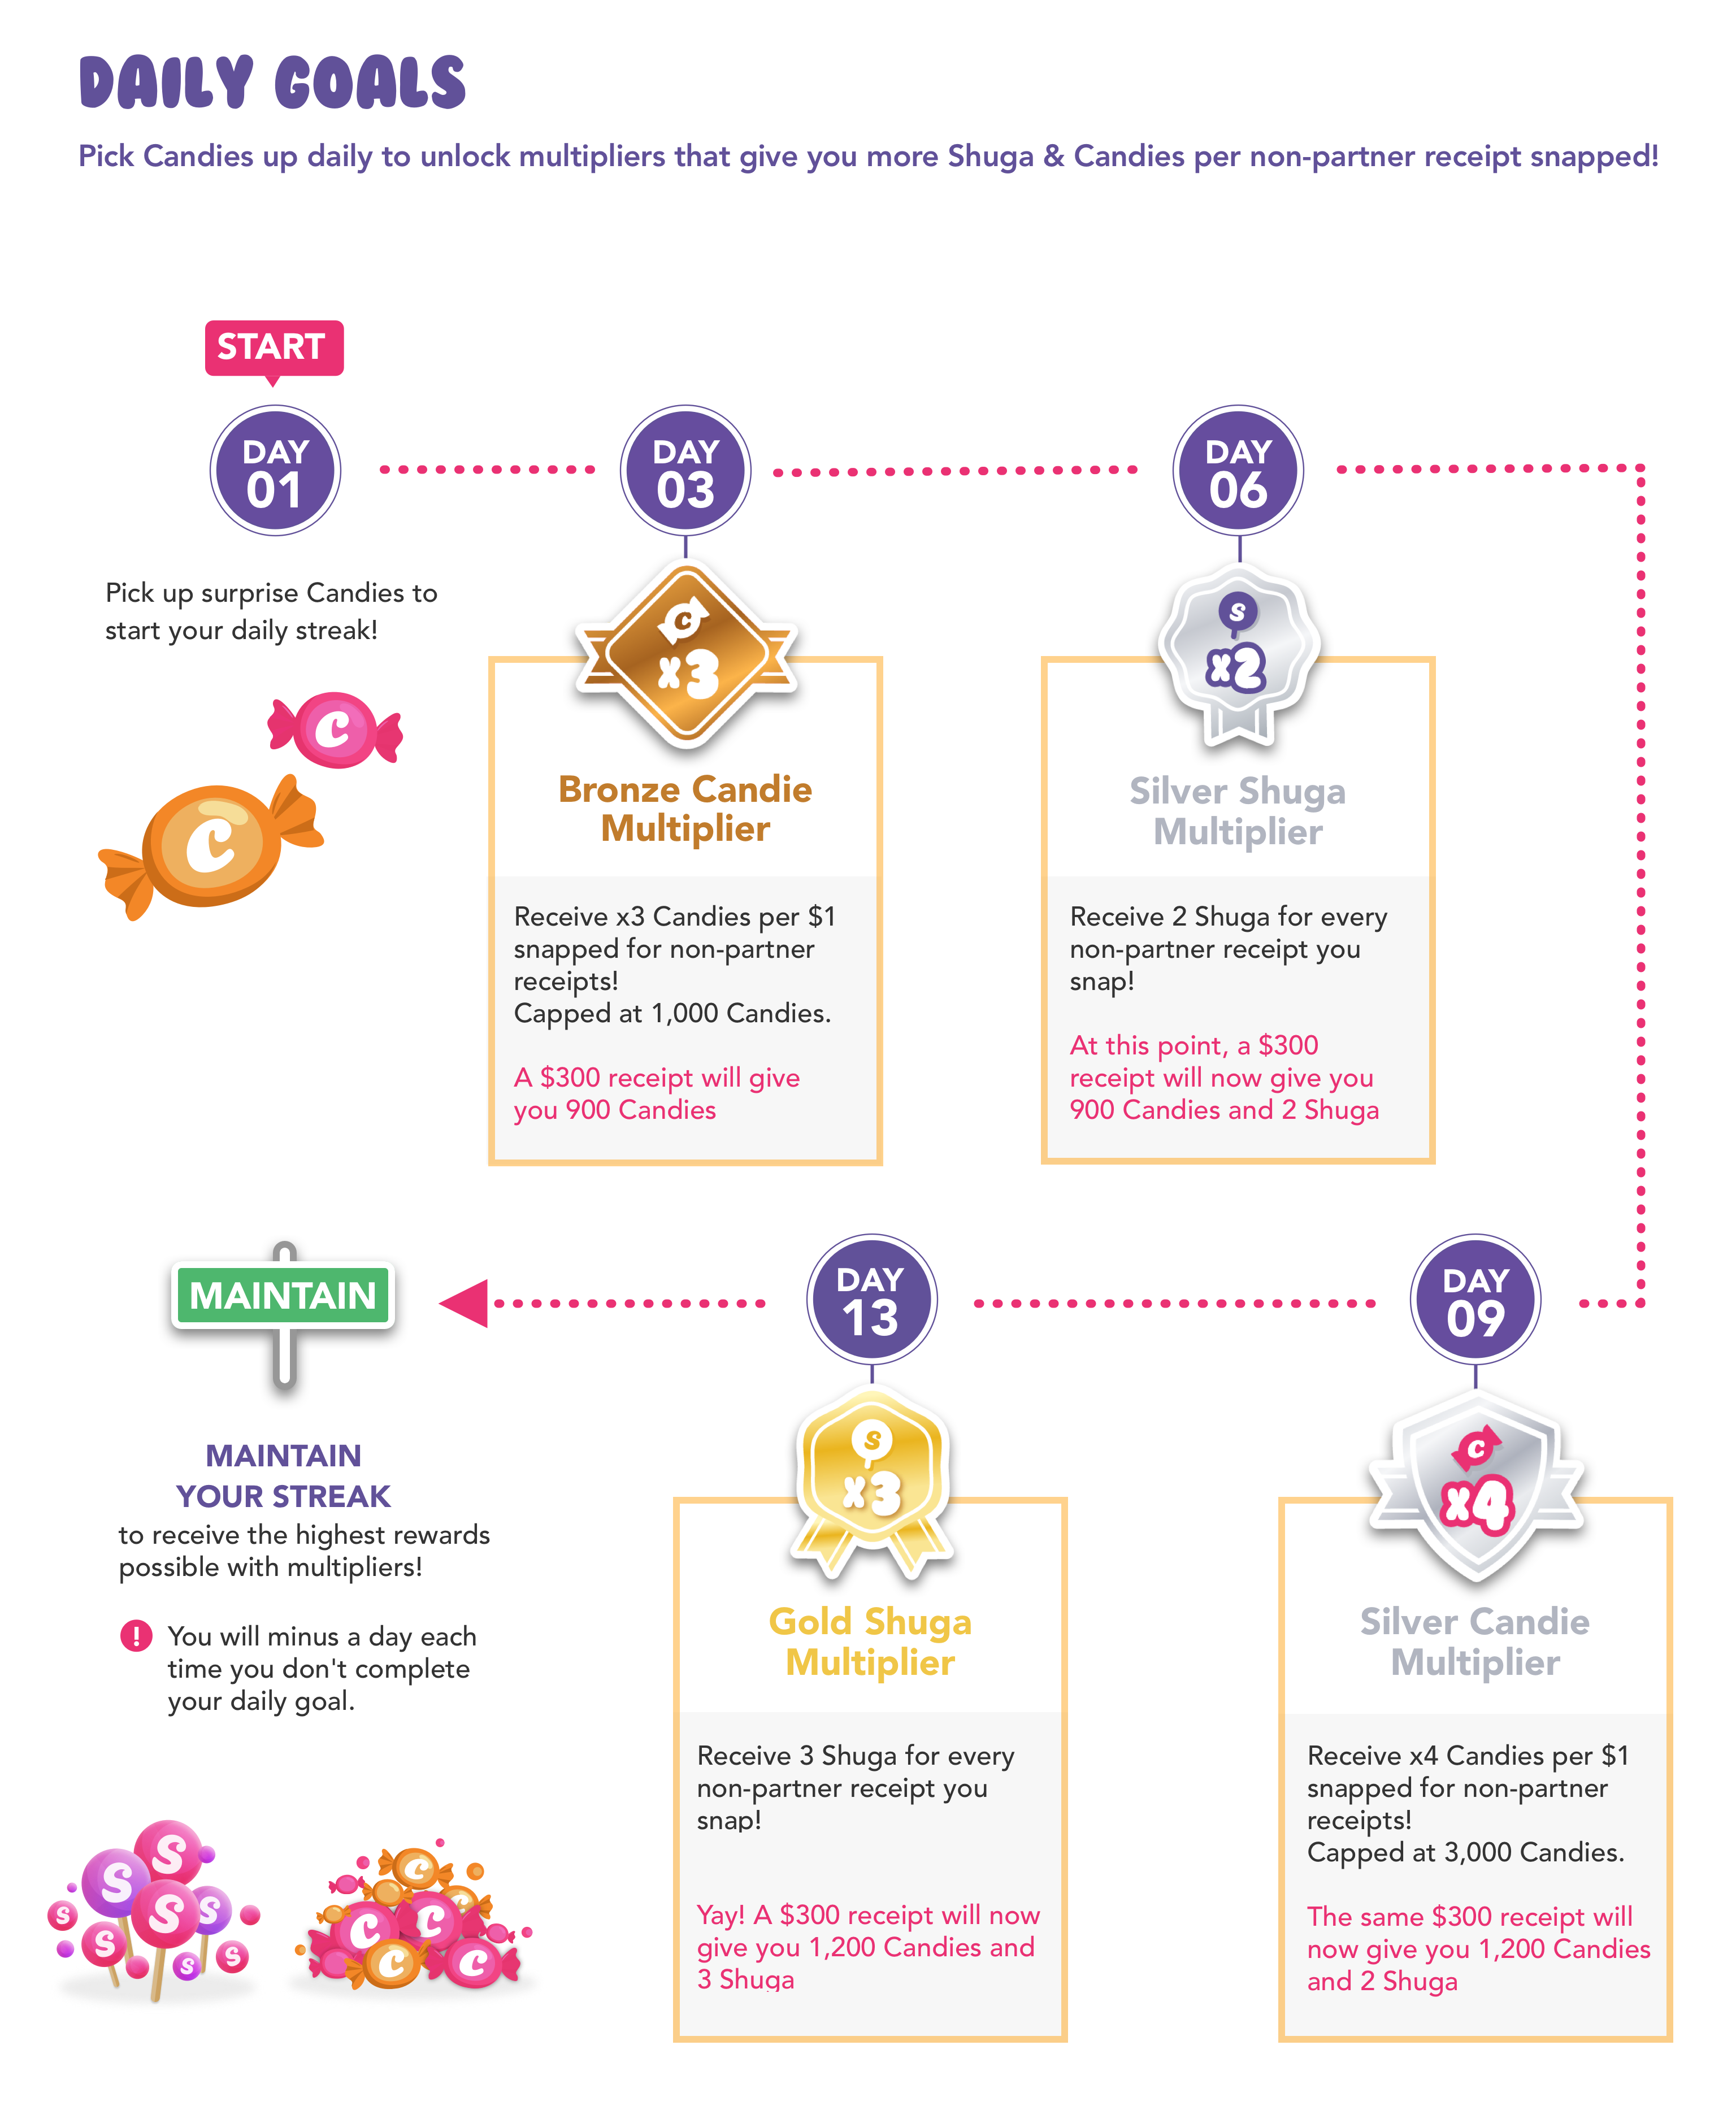 DAILY GOALS
Pick Candies up daily to unlock multipliers that give you more Shuga & Candies per non-partner receipt snapped!
START
DAY
01
Pick up surprise Candies to
start your daily streak!
C
C
DAY
03
C
x3
Bronze Candie
Multiplier
Receive x3 Candies per $1
snapped for non-partner
receipts!
Capped at 1,000 Candies.
A $300 receipt will give
you 900 Candies
DAY
06
S
x2
Silver Shuga
Multiplier
Receive 2 Shuga for every
non-partner receipt you
snap!
At this point, a $300
receipt will now give you
900 Candies and 2 Shuga
DAY
09
C
x4
Silver Candie
Multiplier
Receive x4 Candies per $1
snapped for non-partner
receipts!
Capped at 3,000 Candies.
The same $300 receipt will
now give you 1,200 Candies
and 2 Shuga
DAY
13
S
x3
Gold Shuga
Multiplier
Receive 3 Shuga for every
non-partner receipt you
snap!
Yay! A $300 receipt will now
give you 1,200 Candies and
3 Shuga
MAINTAIN
MAINTAIN
YOUR STREAK
to receive the highest rewards
possible with multipliers!
! You will minus a day each
time you don't complete
your daily goal.
S
S
S
S
S
S
S
S
C
C
C
C
C
C